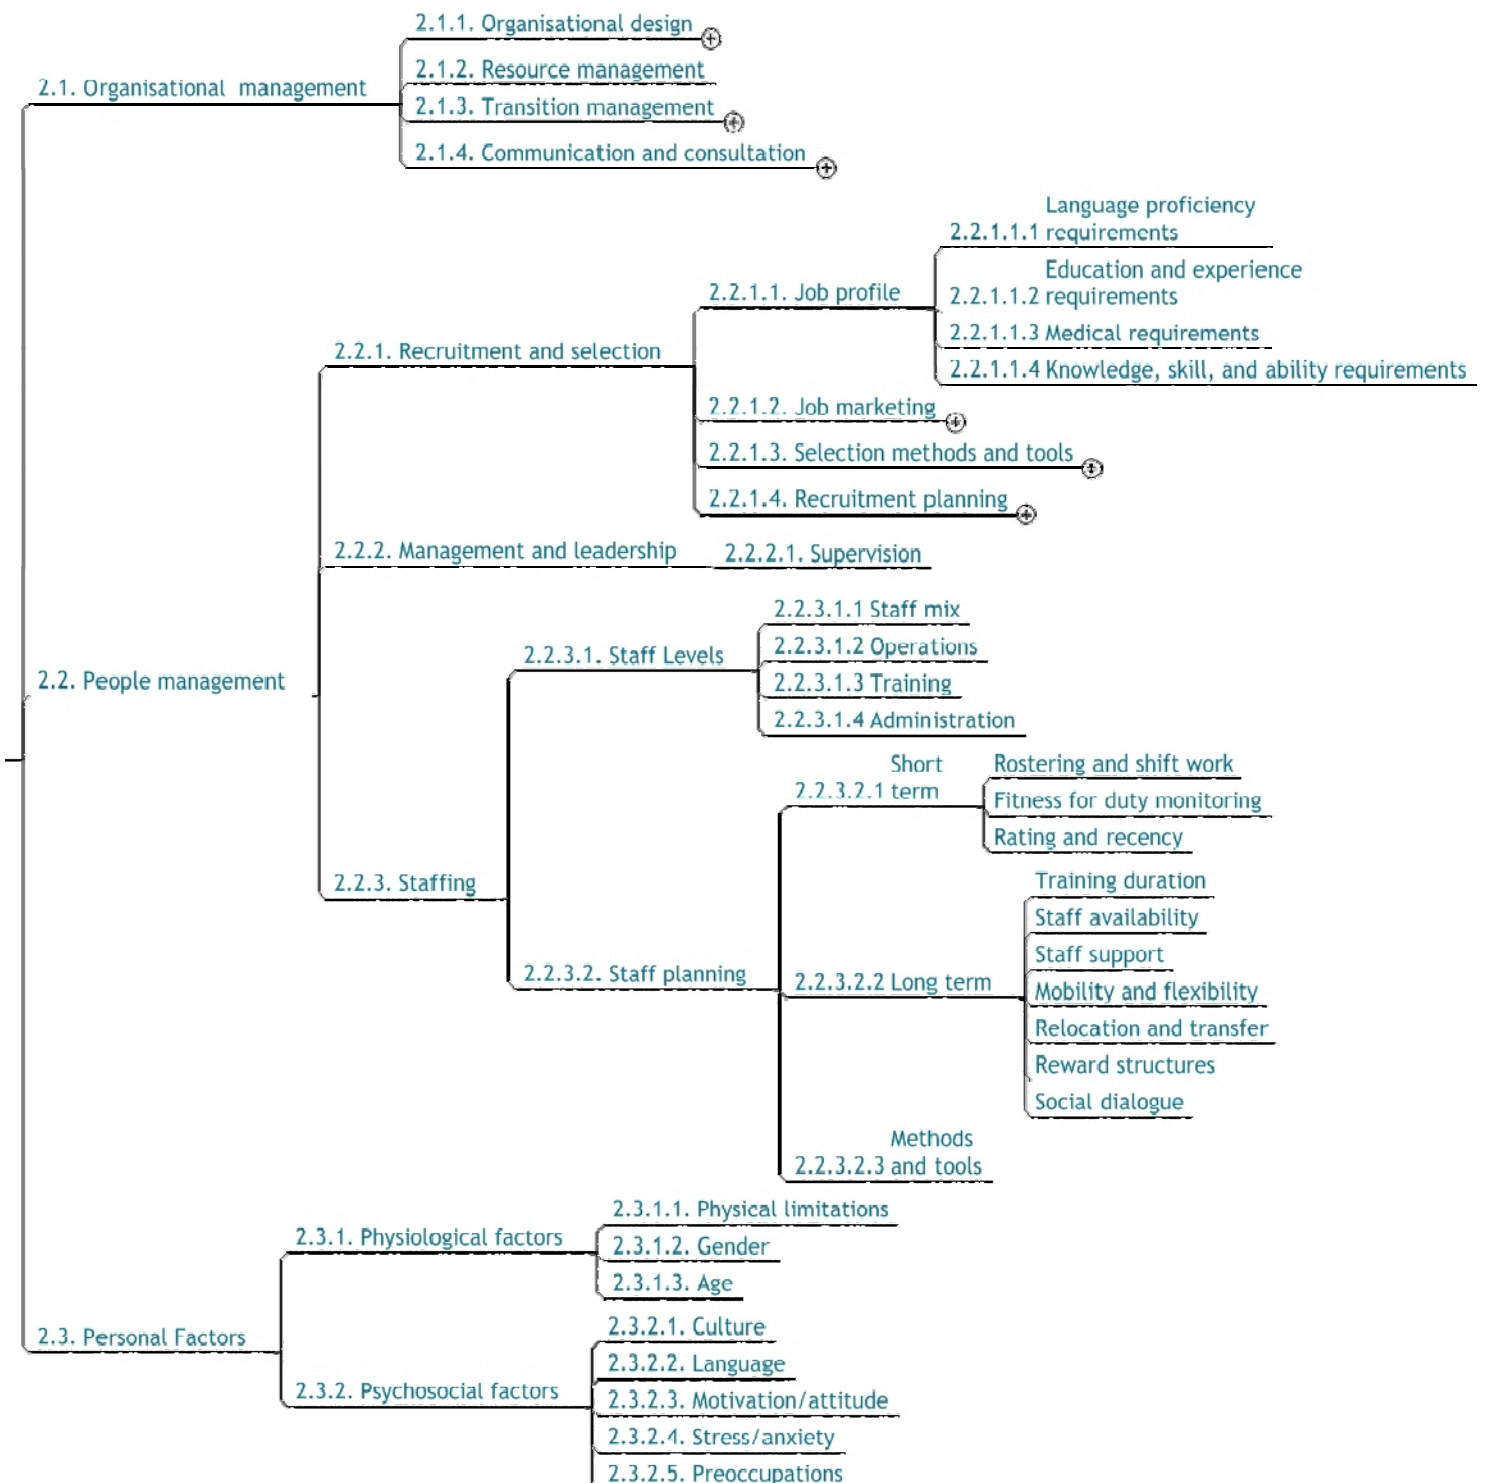 2.1.1. Organisational design
2.1. Organisational management
2.1.2. Resource management
2.1.3. Transition management
2.1.4. Communication and consultation
Language proficiency
2.2.1.1.1 requirements
Education and experience
2.2.1.1.2 requirements
2.2.1.1. Job profile
2.2.1.1.3 Medical requirements
2.2.1. Recruitment and selection
2.2.1.1.4 Knowledge, skill, and ability requirements
2.2.1.2. Job marketing
2.2.1.3. Selection methods and tools
2.2.1.4. Recruitment planning
2.2.2. Management and leadership
2.2.2.1. Supervision
2.2.3.1.1 Staff mix
2.2.3.1.2 Operations
2.2.3.1. Staff Levels
2.2.3.1.3 Training
2.2. People management
2.2.3.1.4 Administration
Short
2.2.3.2.1 term
Rostering and shift work
Fitness for duty monitoring
Rating and recency
2.2.3. Staffing
Training duration
Staff availability
Staff support
2.2.3.2. Staff planning
2.2.3.2.2 Long term
Mobility and flexibility
Relocation and transfer
Reward structures
Social dialogue
Methods
2.2.3.2.3 and tools
2.3.1.1. Physical limitations
2.3.1. Physiological factors
2.3.1.2. Gender
2.3.1.3. Age
2.3. Personal Factors
2.3.2.1. Culture
2.3.2.2. Language
2.3.2. Psychosocial factors
2.3.2.3. Motivation/attitude
2.3.2.4. Stress/anxiety
2.3.2.5. Preoccupations